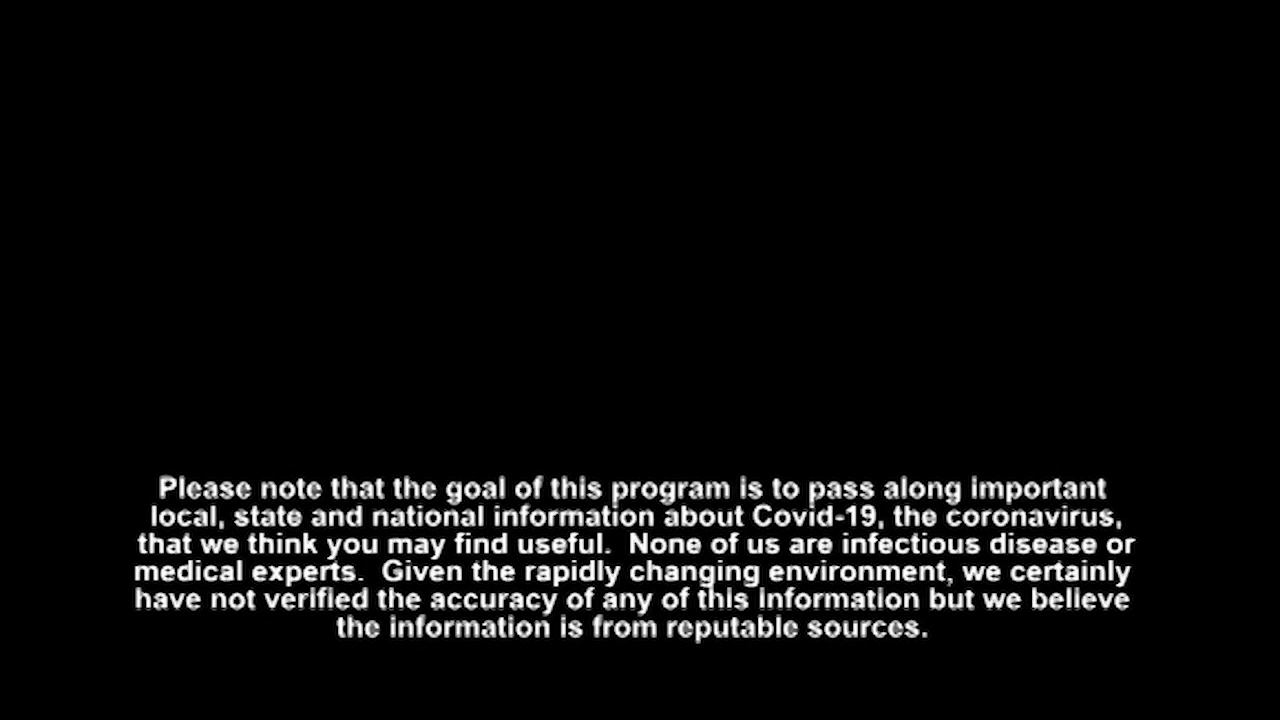 Please note that the goal of this program is to pass along important
local, state and national information about Covid-19, the coronavirus,
that we think you may find useful.  None of us are infectious disease or
medical experts.  Given the rapidly changing environment, we certainly
have not verified the accuracy of any of this information but we believe
the information is from reputable sources.